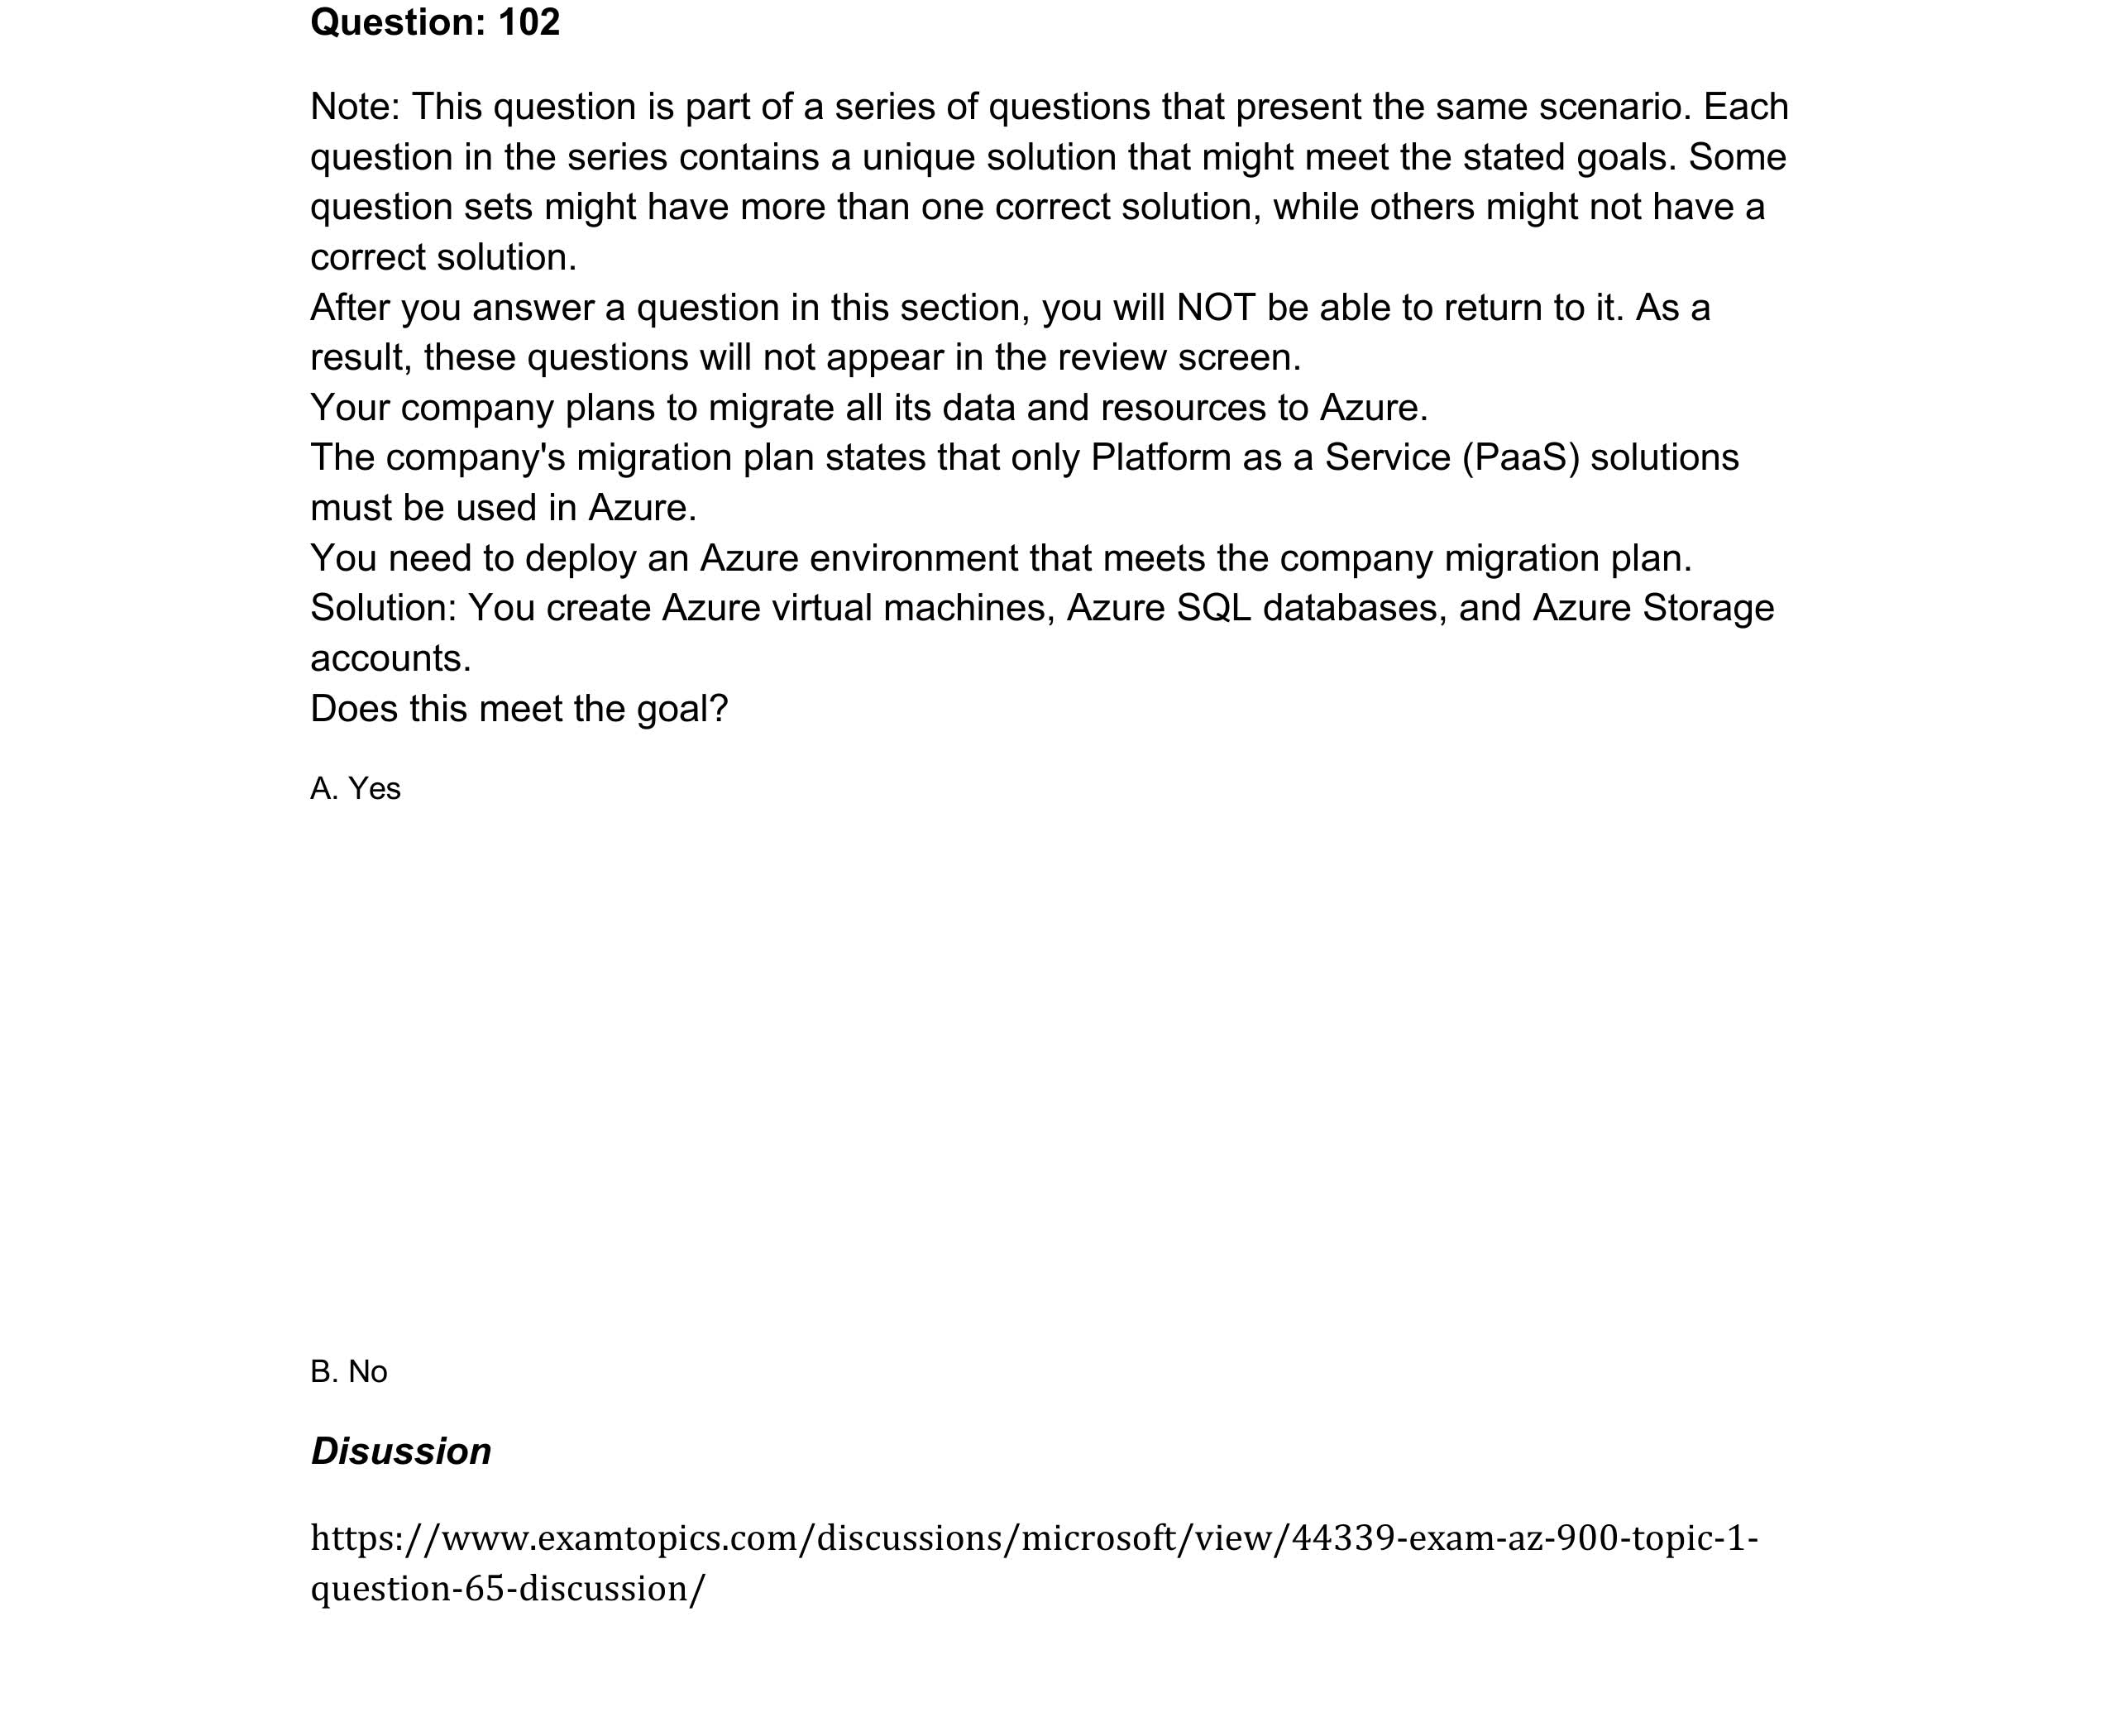 Question: 102
Note: This question is part of a series of questions that present the same scenario. Each
question in the series contains a unique solution that might meet the stated goals. Some
question sets might have more than one correct solution, while others might not have a
correct solution.
After you answer a question in this section, you will NOT be able to return to it. As a
result, these questions will not appear in the review screen.
Your company plans to migrate all its data and resources to Azure.
The company's migration plan states that only Platform as a Service (PaaS) solutions
must be used in Azure.
You need to deploy an Azure environment that meets the company migration plan.
Solution: You create Azure virtual machines, Azure SQL databases, and Azure Storage
accounts.
Does this meet the goal?
A. Yes
B. No
Disussion
https://www.examtopics.com/discussions/microsoft/view/44339-exam-az-900-topic-1-
question-65-discussion/